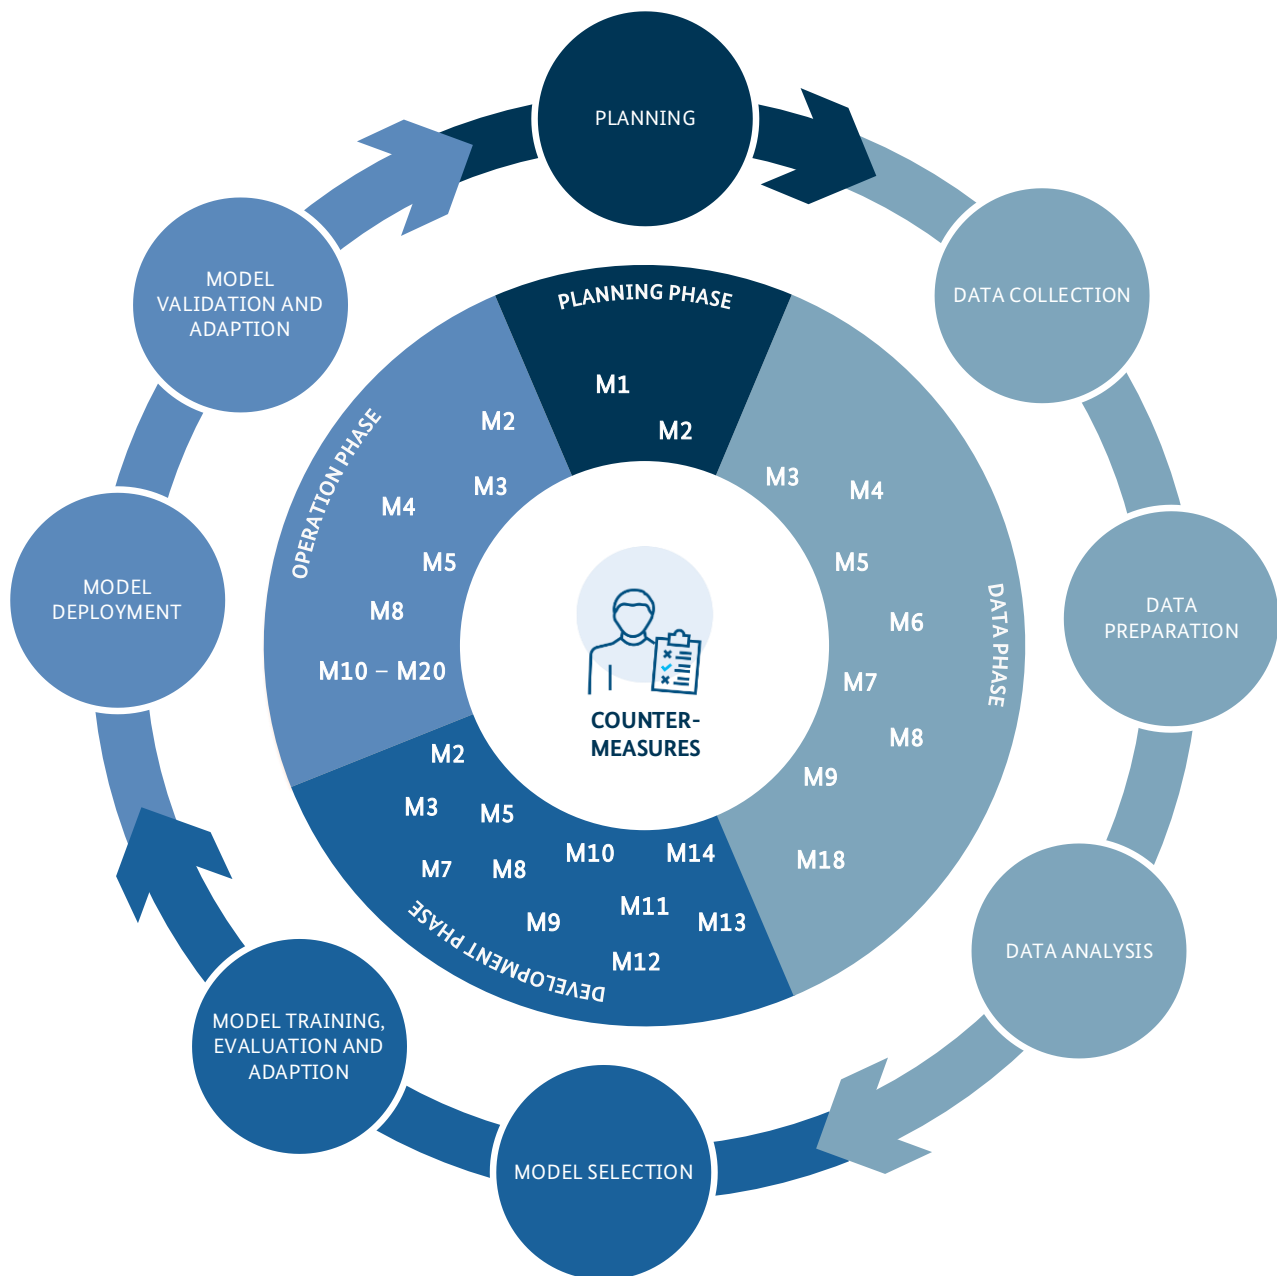 PLANNING
DATA COLLECTION
DATA
PREPARATION
DATA ANALYSIS
MODEL SELECTION
MODEL TRAINING,
EVALUATION AND
ADAPTION
MODEL
DEPLOYMENT
MODEL
VALIDATION AND
ADAPTION
PLANNING PHASE
M1
M2
DATA PHASE
M3
M4
M5
M6
M7
M8
M9
M18
DEVELOPMENT PHASE
M2
M3
M5
M7
M8
M9
M10
M14
M11
M13
M12
OPERATION PHASE
M2
M3
M4
M5
M8
M10 – M20
COUNTER-
MEASURES